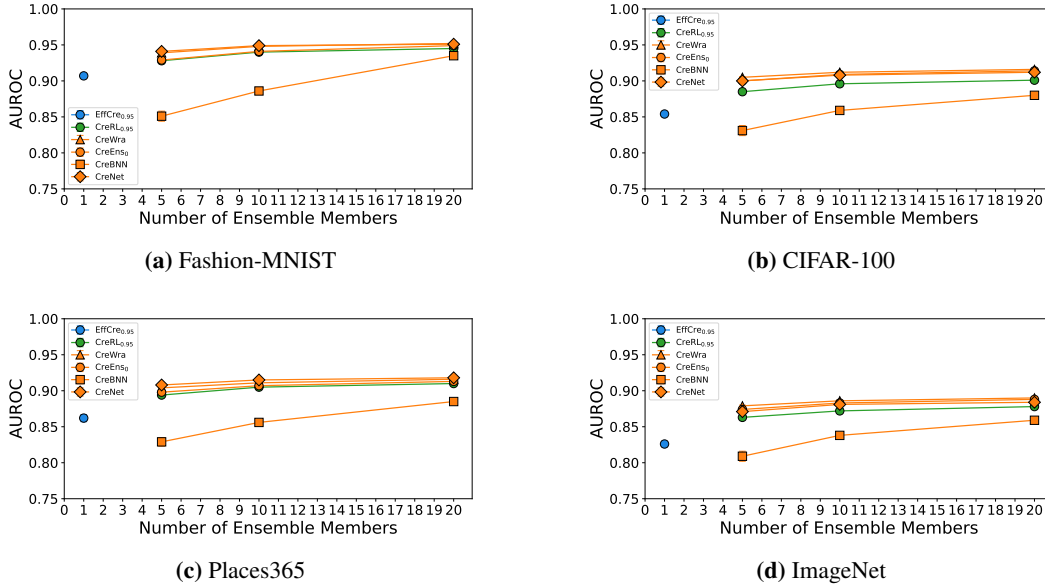 1.00
0.95
0.90
0.85
0.80
0.75
AUROC
EffCre0.95
CreRL0.95
CreWra
CreEns0
CreBNN
CreNet
0 1 2 3 4 5 6 7 8 9 10 11 12 13 14 15 16 17 18 19 20
Number of Ensemble Members
(a) Fashion-MNIST
1.00
0.95
0.90
0.85
0.80
0.75
AUROC
EffCre0.95
CreRL0.95
CreWra
CreEns0
CreBNN
CreNet
0 1 2 3 4 5 6 7 8 9 10 11 12 13 14 15 16 17 18 19 20
Number of Ensemble Members
(b) CIFAR-100
1.00
0.95
0.90
0.85
0.80
0.75
AUROC
EffCre0.95
CreRL0.95
CreWra
CreEns0
CreBNN
CreNet
0 1 2 3 4 5 6 7 8 9 10 11 12 13 14 15 16 17 18 19 20
Number of Ensemble Members
(c) Places365
1.00
0.95
0.90
0.85
0.80
0.75
AUROC
EffCre0.95
CreRL0.95
CreWra
CreEns0
CreBNN
CreNet
0 1 2 3 4 5 6 7 8 9 10 11 12 13 14 15 16 17 18 19 20
Number of Ensemble Members
(d) ImageNet